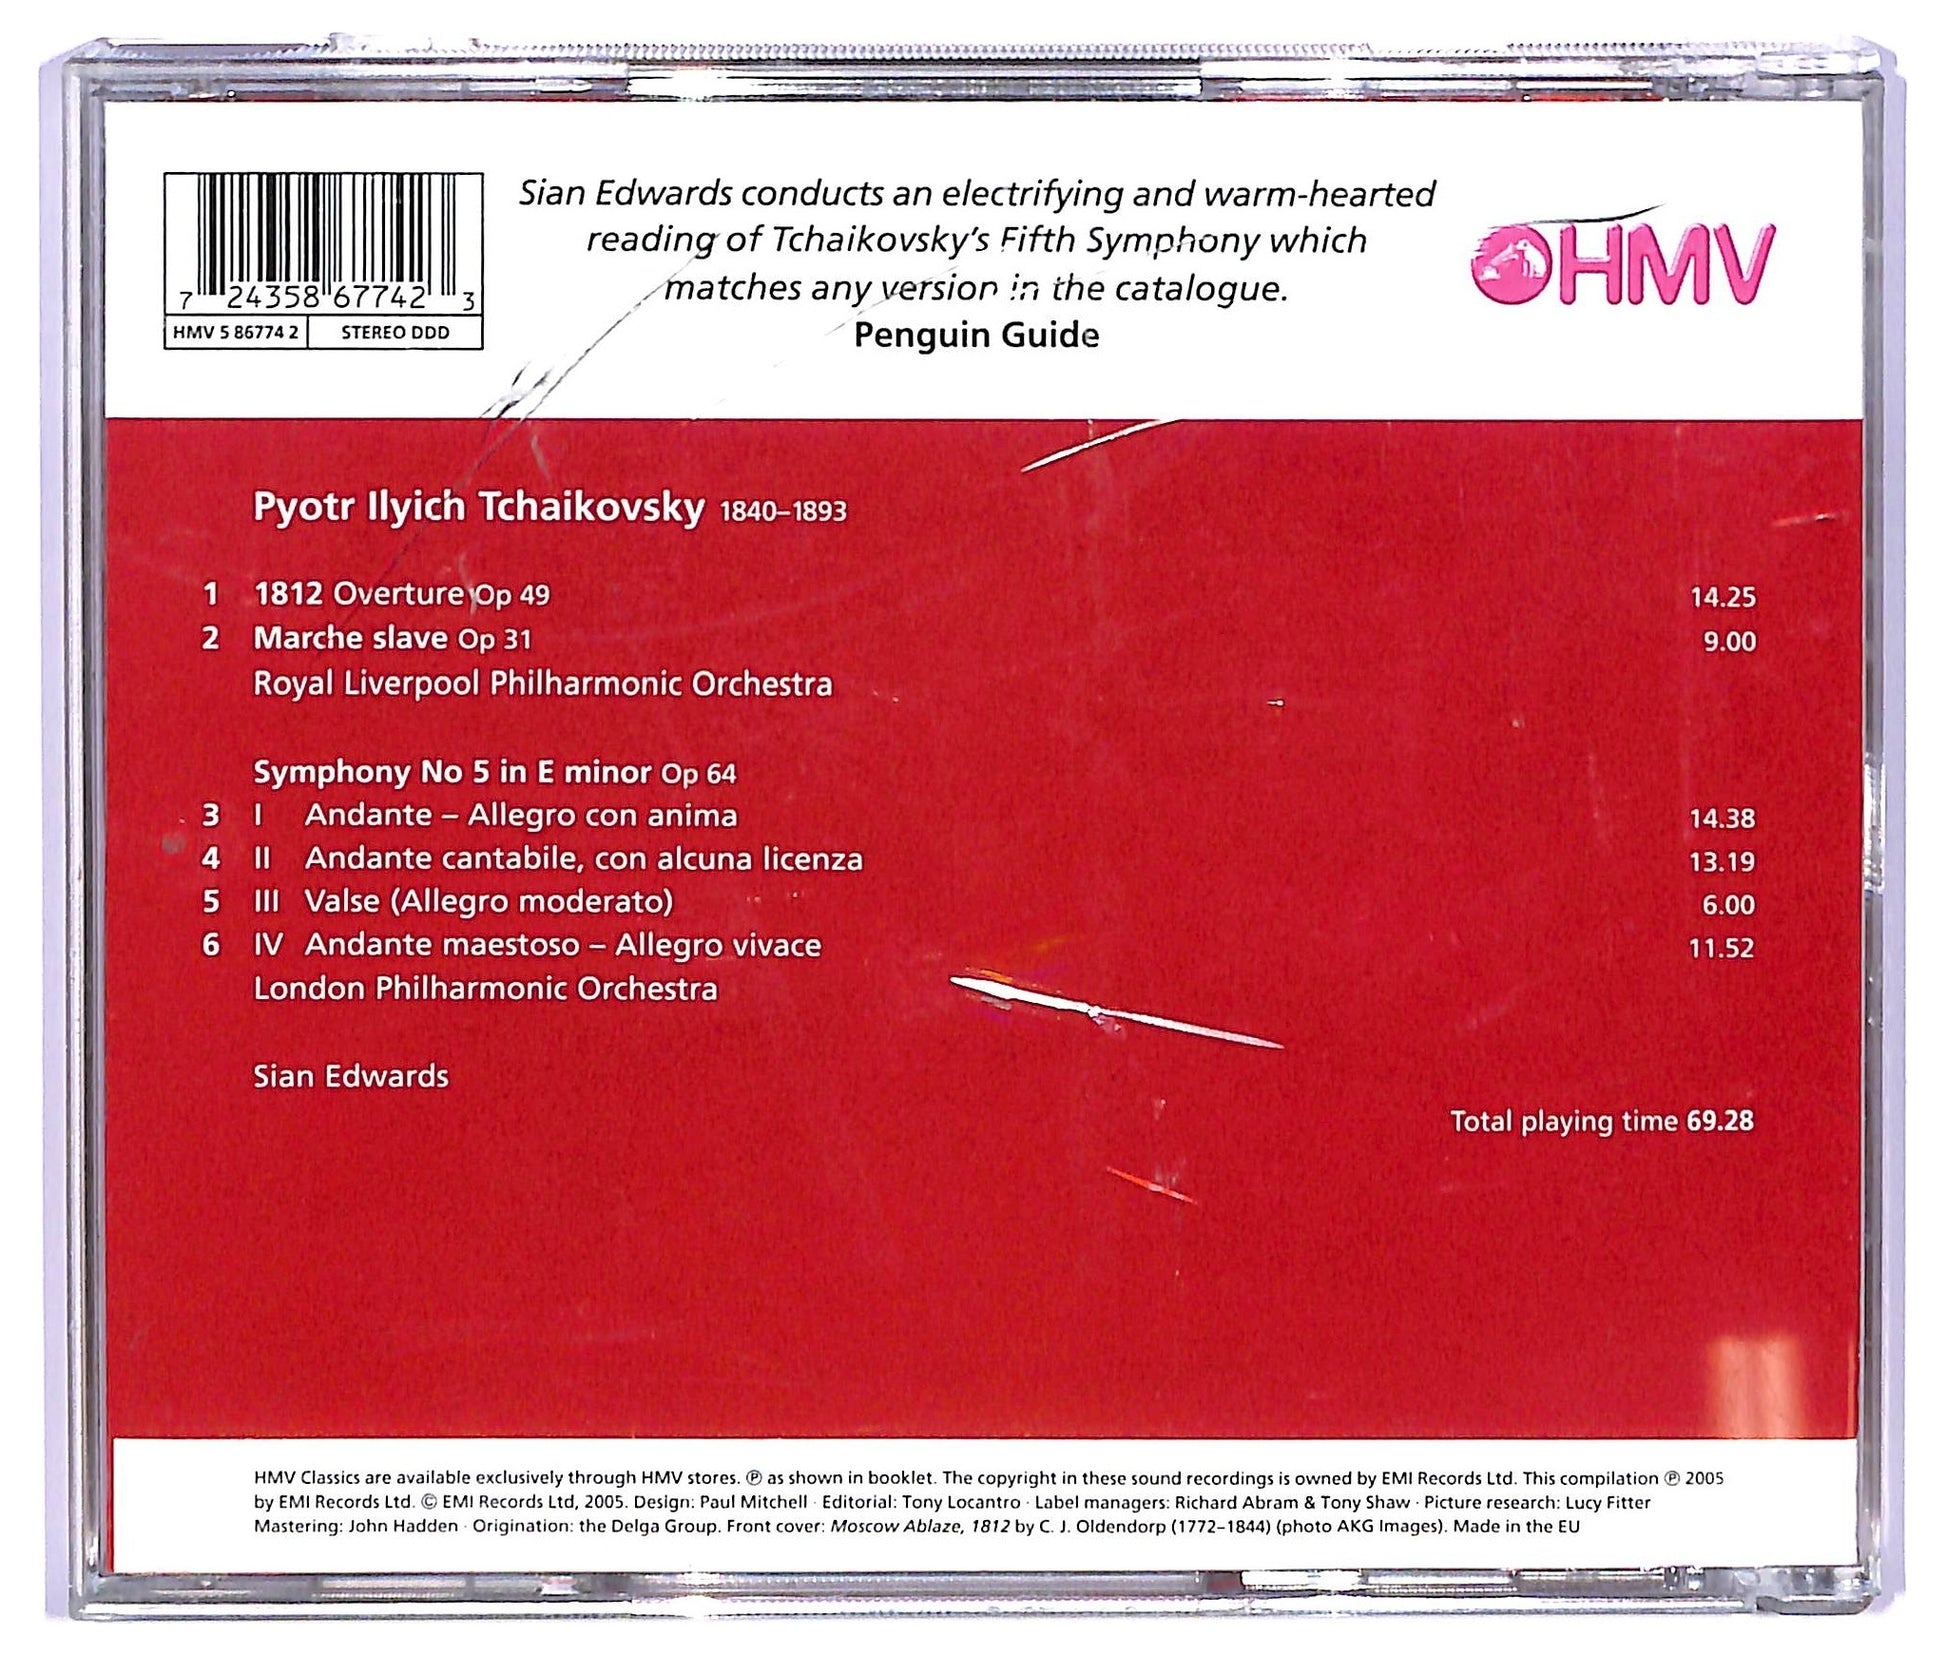 Sian Edwards conducts an electrifying and warm-hearted
reading of Tchaikovsky's Fifth Symphony which
matches any version in the catalogue.
Penguin Guide
HMV
7 24358 67742 3
HMV 5 86774 2 STEREO DDD
Pyotr Ilyich Tchaikovsky 1840–1893
1 1812 Overture Op 49 14.25
2 Marche slave Op 31 9.00
Royal Liverpool Philharmonic Orchestra
Symphony No 5 in E minor Op 64
3 I Andante – Allegro con anima 14.38
4 II Andante cantabile, con alcuna licenza 13.19
5 III Valse (Allegro moderato) 6.00
6 IV Andante maestoso – Allegro vivace 11.52
London Philharmonic Orchestra
Sian Edwards
Total playing time 69.28
HMV Classics are available exclusively through HMV stores. ℗ as shown in booklet. The copyright in these sound recordings is owned by EMI Records Ltd. This compilation ℗ 2005
by EMI Records Ltd. © EMI Records Ltd, 2005. Design: Paul Mitchell · Editorial: Tony Locantro · Label managers: Richard Abram & Tony Shaw · Picture research: Lucy Fitter
Mastering: John Hadden · Origination: the Delga Group. Front cover: Moscow Ablaze, 1812 by C. J. Oldendorp (1772–1844) (photo AKG Images). Made in the EU